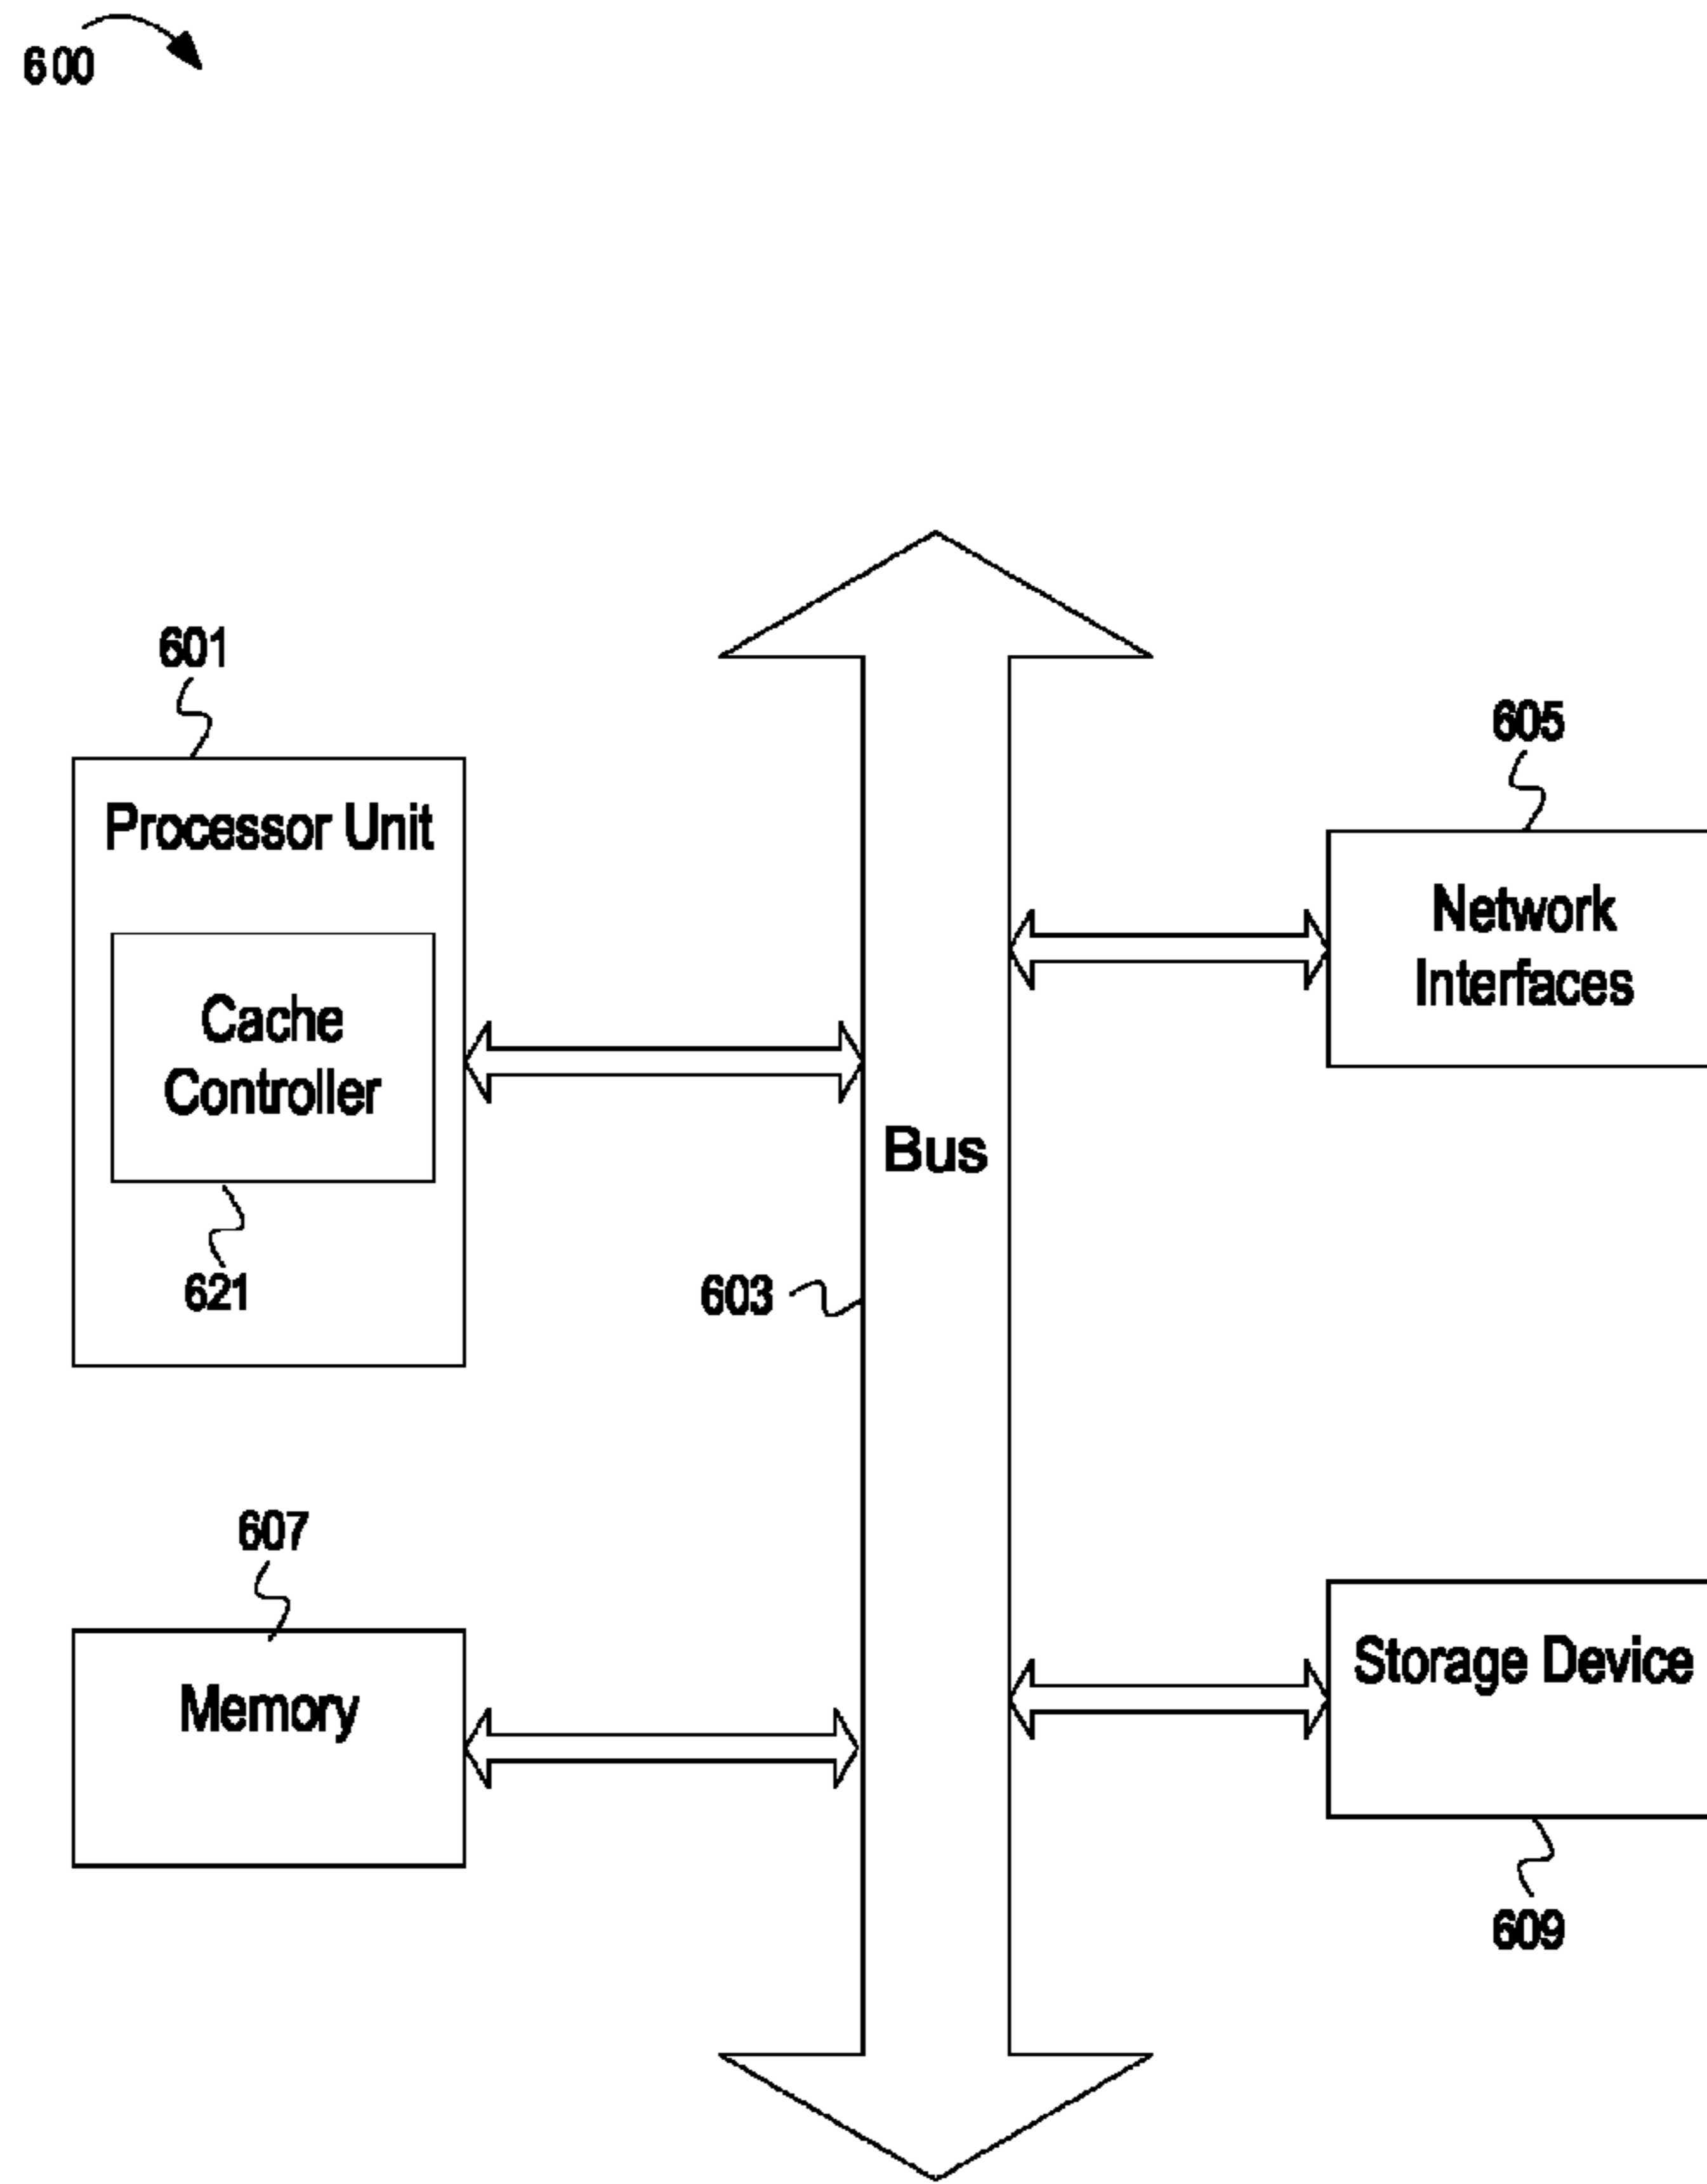 600
601
Processor Unit
Cache
Controller
621
607
Memory
Bus
603
605
Network
Interfaces
Storage Device
609